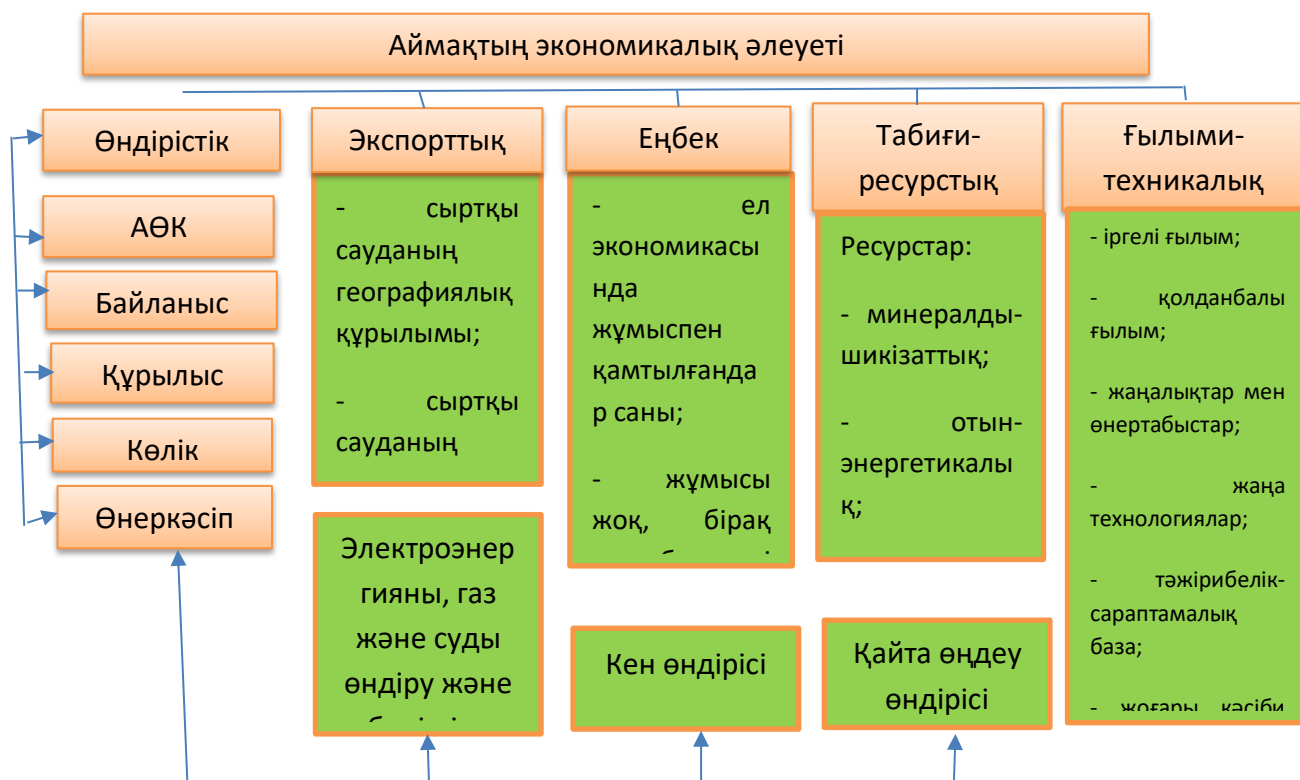 Аймақтың экономикалық әлеуеті
Өндірістік
АӨК
Байланыс
Құрылыс
Көлік
Өнеркәсіп
Экспорттық
- сыртқы
сауданың
географиялық
құрылымы;
- сыртқы
сауданың
Электроэнер
гияны, газ
және суды
өндіру және
Еңбек
- ел
экономикасы
нда
жұмыспен
қамтылғанда
р саны;
- жұмысы
жоқ, бірақ
Кен өндірісі
Табиғи-
ресурстық
Ресурстар:
- минералды-
шикізаттық;
- отын-
энергетикалы
қ;
Қайта өңдеу
өндірісі
Ғылыми-
техникалық
- іргелі ғылым;
- қолданбалы
ғылым;
- жаңалықтар мен
өнертабыстар;
- жаңа
технологиялар;
- тәжірибелік-
сараптамалық
база;
- жоғары кәсіби